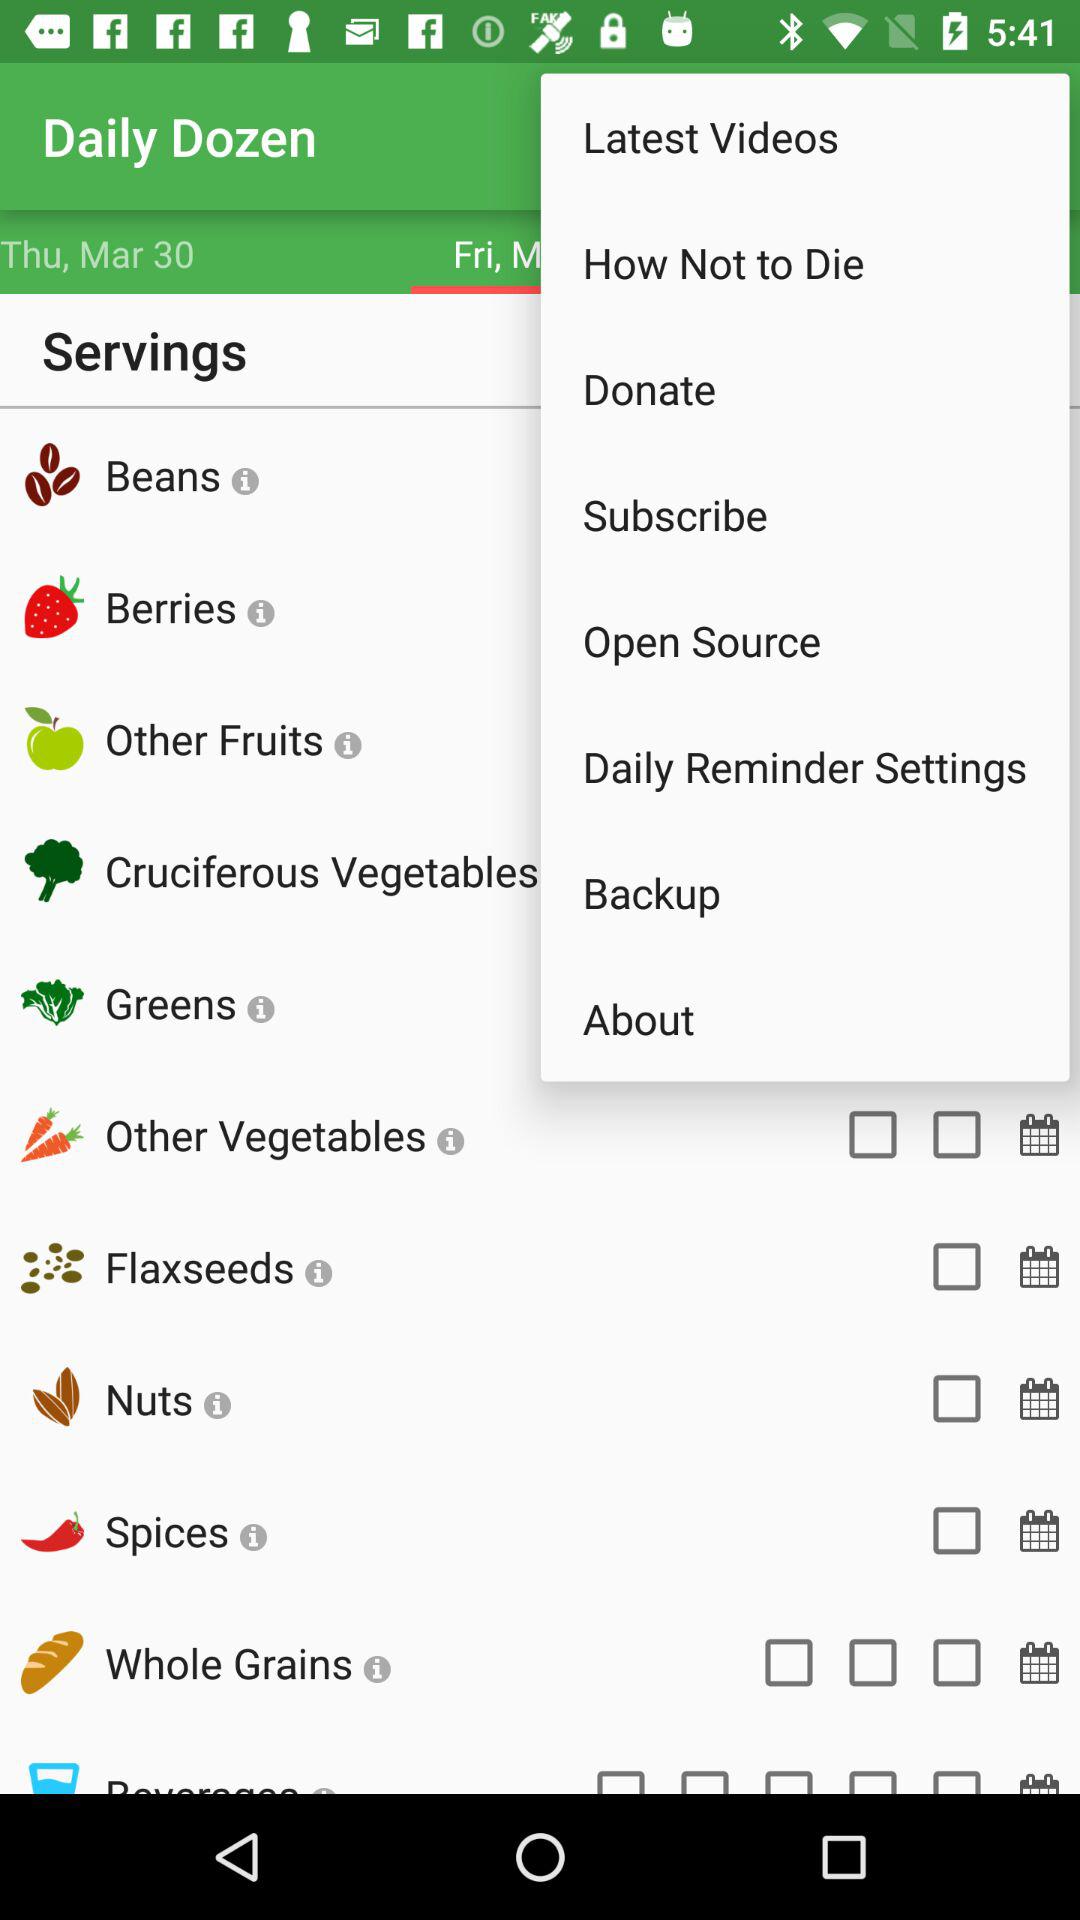 FAKE
5:41
Daily Dozen
Thu, Mar 30
Fri, M
Servings
Latest Videos
How Not to Die
Donate
Subscribe
Open Source
Daily Reminder Settings
Backup
About
Beans
Berries
Other Fruits
Cruciferous Vegetables
Greens
Other Vegetables
Flaxseeds
Nuts
Spices
Whole Grains
Beverages